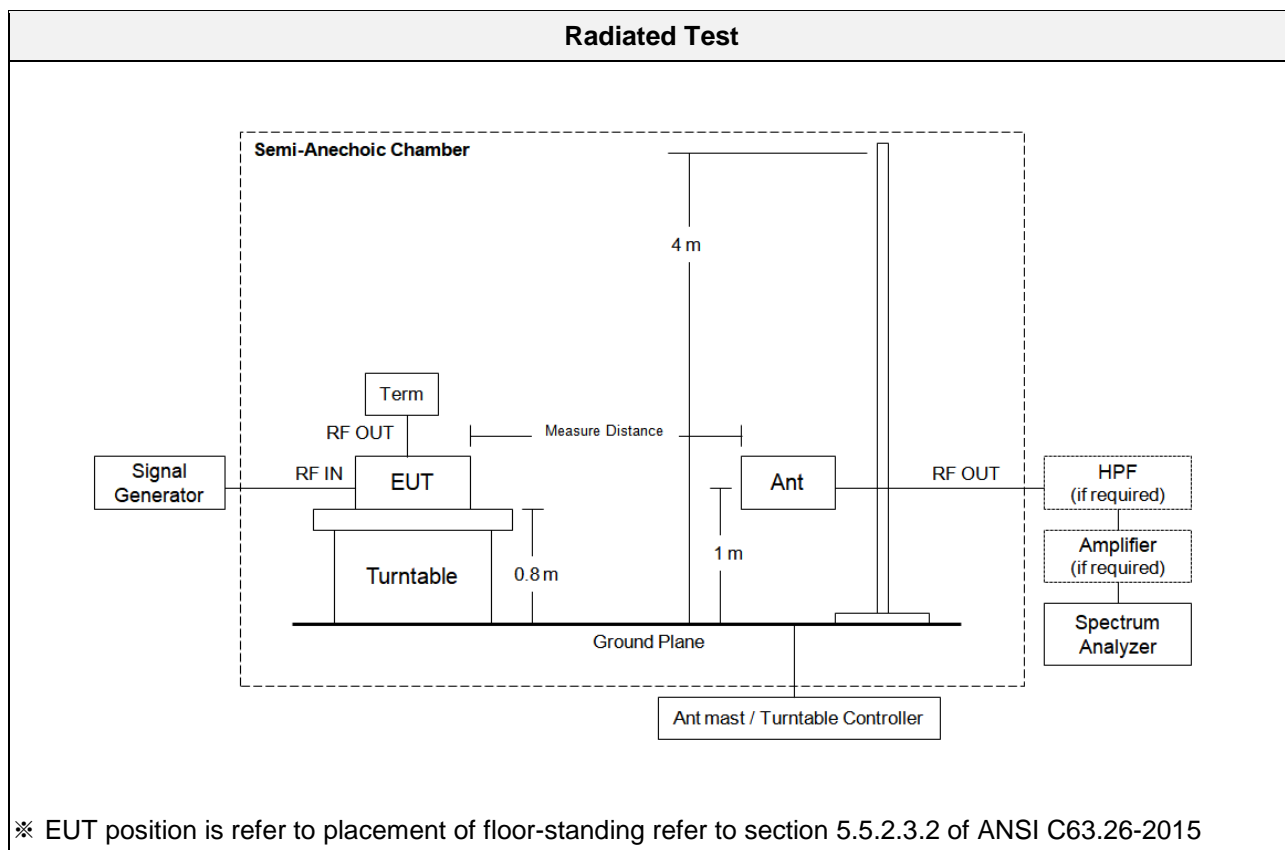 Radiated Test
Semi-Anechoic Chamber
4 m
Term
RF OUT
Measure Distance
Signal
Generator
RF IN
EUT
Ant
RF OUT
HPF
(if required)
1 m
Amplifier
(if required)
Turntable
0.8 m
Spectrum
Analyzer
Ground Plane
Ant mast / Turntable Controller
※ EUT position is refer to placement of floor-standing refer to section 5.5.2.3.2 of ANSI C63.26-2015